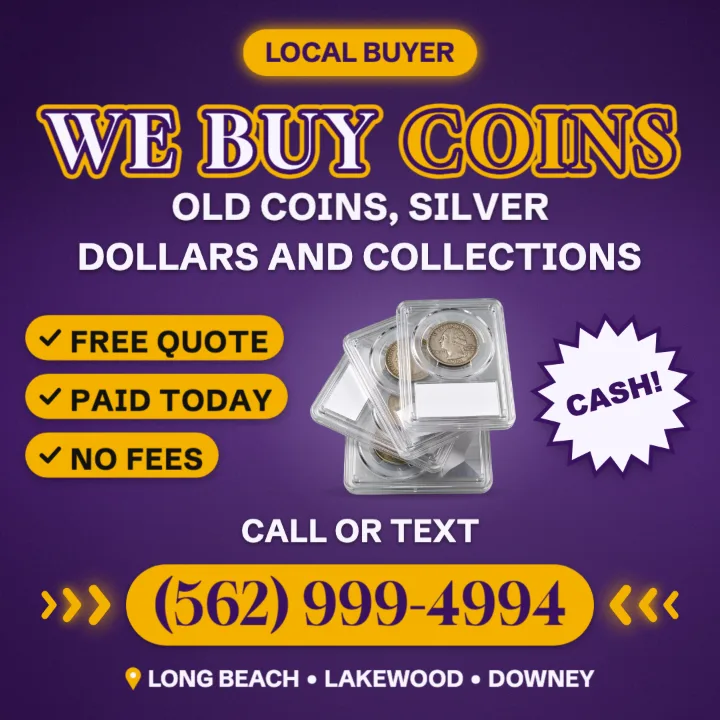 LOCAL BUYER
WE BUY COINS
OLD COINS, SILVER
DOLLARS AND COLLECTIONS
FREE QUOTE
PAID TODAY
NO FEES
CASH!
CALL OR TEXT
(562) 999-4994
LONG BEACH • LAKEWOOD • DOWNEY